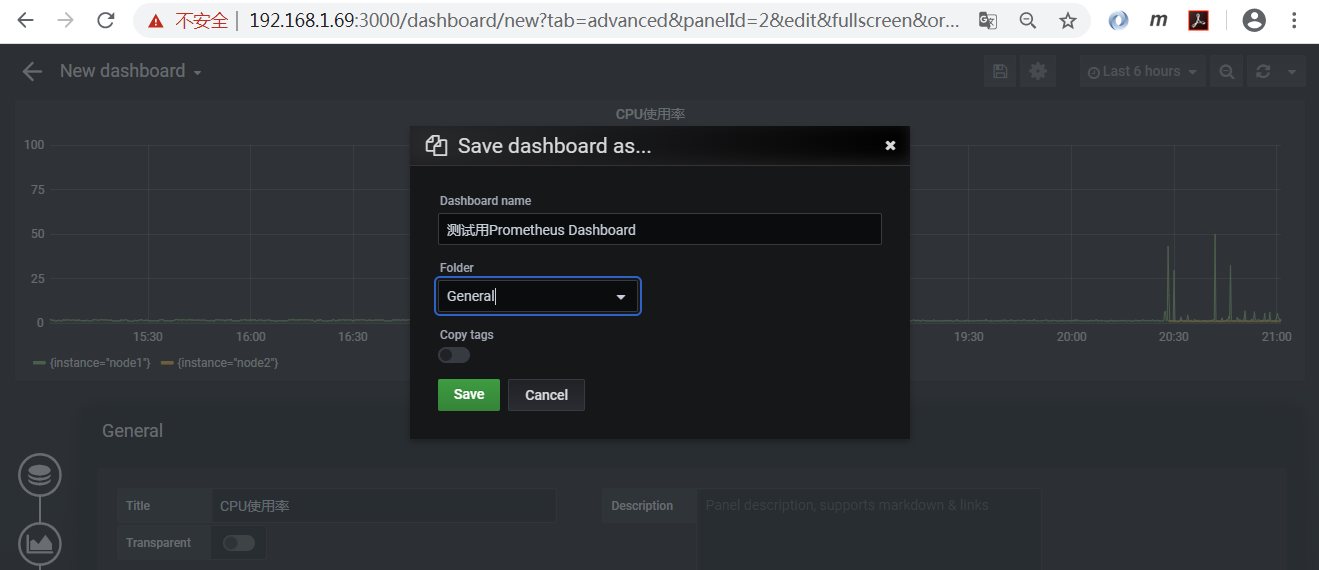 不安全 192.168.1.69:3000/dashboard/new?tab=advanced&panelId=2&edit&fullscreen&or...
New dashboard
Last 6 hours
CPU使用率
Save dashboard as...
100
75
50
25
0
Dashboard name
测试用Prometheus Dashboard
Folder
General
Copy tags
Save Cancel
15:30 16:00 16:30 19:30 20:00 20:30 21:00
{instance="node1"} {instance="node2"}
General
Title CPU使用率 Description Panel description, supports markdown & links
Transparent